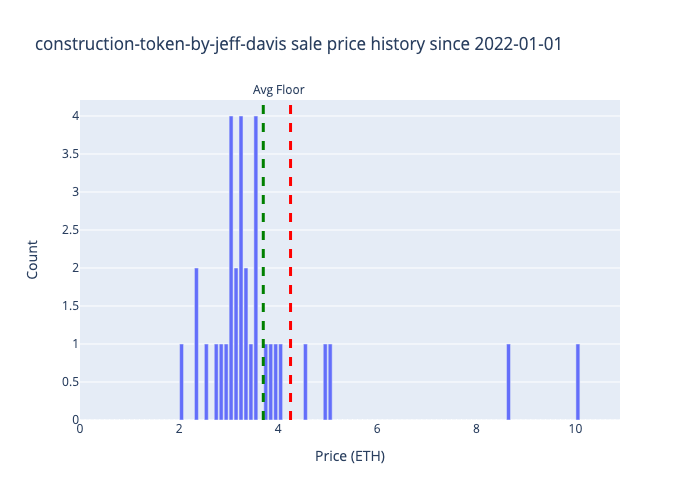 construction-token-by-jeff-davis sale price history since 2022-01-01
Avg Floor
4
3.5
3
2.5
2
1.5
1
0.5
0
0 2 4 6 8 10
Count
Price (ETH)